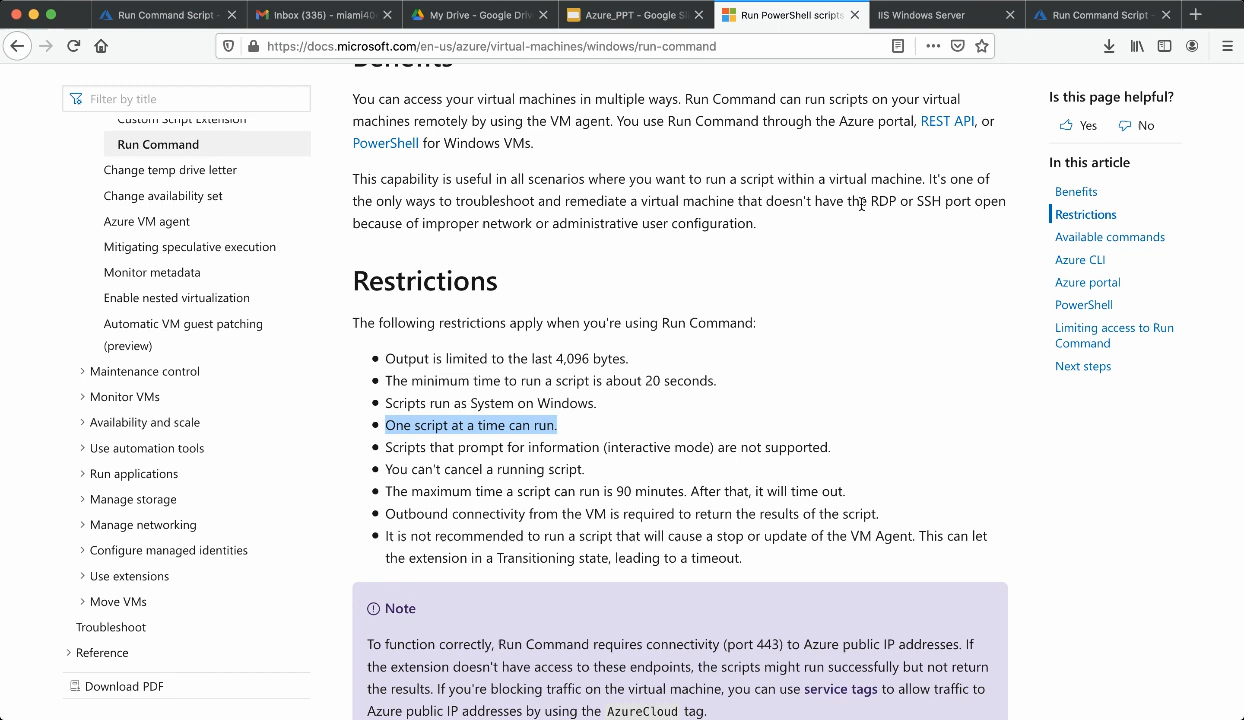 Run Command Script -
Inbox (335) - miami40
My Drive - Google Driv
Azure_PPT - Google Sl
Run PowerShell scripts
IIS Windows Server
Run Command Script -
https://docs.microsoft.com/en-us/azure/virtual-machines/windows/run-command
Filter by title
Custom Script Extension
Run Command
Change temp drive letter
Change availability set
Azure VM agent
Mitigating speculative execution
Monitor metadata
Enable nested virtualization
Automatic VM guest patching
(preview)
Maintenance control
Monitor VMs
Availability and scale
Use automation tools
Run applications
Manage storage
Manage networking
Configure managed identities
Use extensions
Move VMs
Troubleshoot
Reference
Download PDF
Benefits
You can access your virtual machines in multiple ways. Run Command can run scripts on your virtual
machines remotely by using the VM agent. You use Run Command through the Azure portal, REST API, or
PowerShell for Windows VMs.
This capability is useful in all scenarios where you want to run a script within a virtual machine. It's one of
the only ways to troubleshoot and remediate a virtual machine that doesn't have the RDP or SSH port open
because of improper network or administrative user configuration.
Restrictions
The following restrictions apply when you're using Run Command:
Output is limited to the last 4,096 bytes.
The minimum time to run a script is about 20 seconds.
Scripts run as System on Windows.
One script at a time can run.
Scripts that prompt for information (interactive mode) are not supported.
You can't cancel a running script.
The maximum time a script can run is 90 minutes. After that, it will time out.
Outbound connectivity from the VM is required to return the results of the script.
It is not recommended to run a script that will cause a stop or update of the VM Agent. This can let
the extension in a Transitioning state, leading to a timeout.
Note
To function correctly, Run Command requires connectivity (port 443) to Azure public IP addresses. If
the extension doesn't have access to these endpoints, the scripts might run successfully but not return
the results. If you're blocking traffic on the virtual machine, you can use service tags to allow traffic to
Azure public IP addresses by using the AzureCloud tag.
Is this page helpful?
Yes No
In this article
Benefits
Restrictions
Available commands
Azure CLI
Azure portal
PowerShell
Limiting access to Run
Command
Next steps